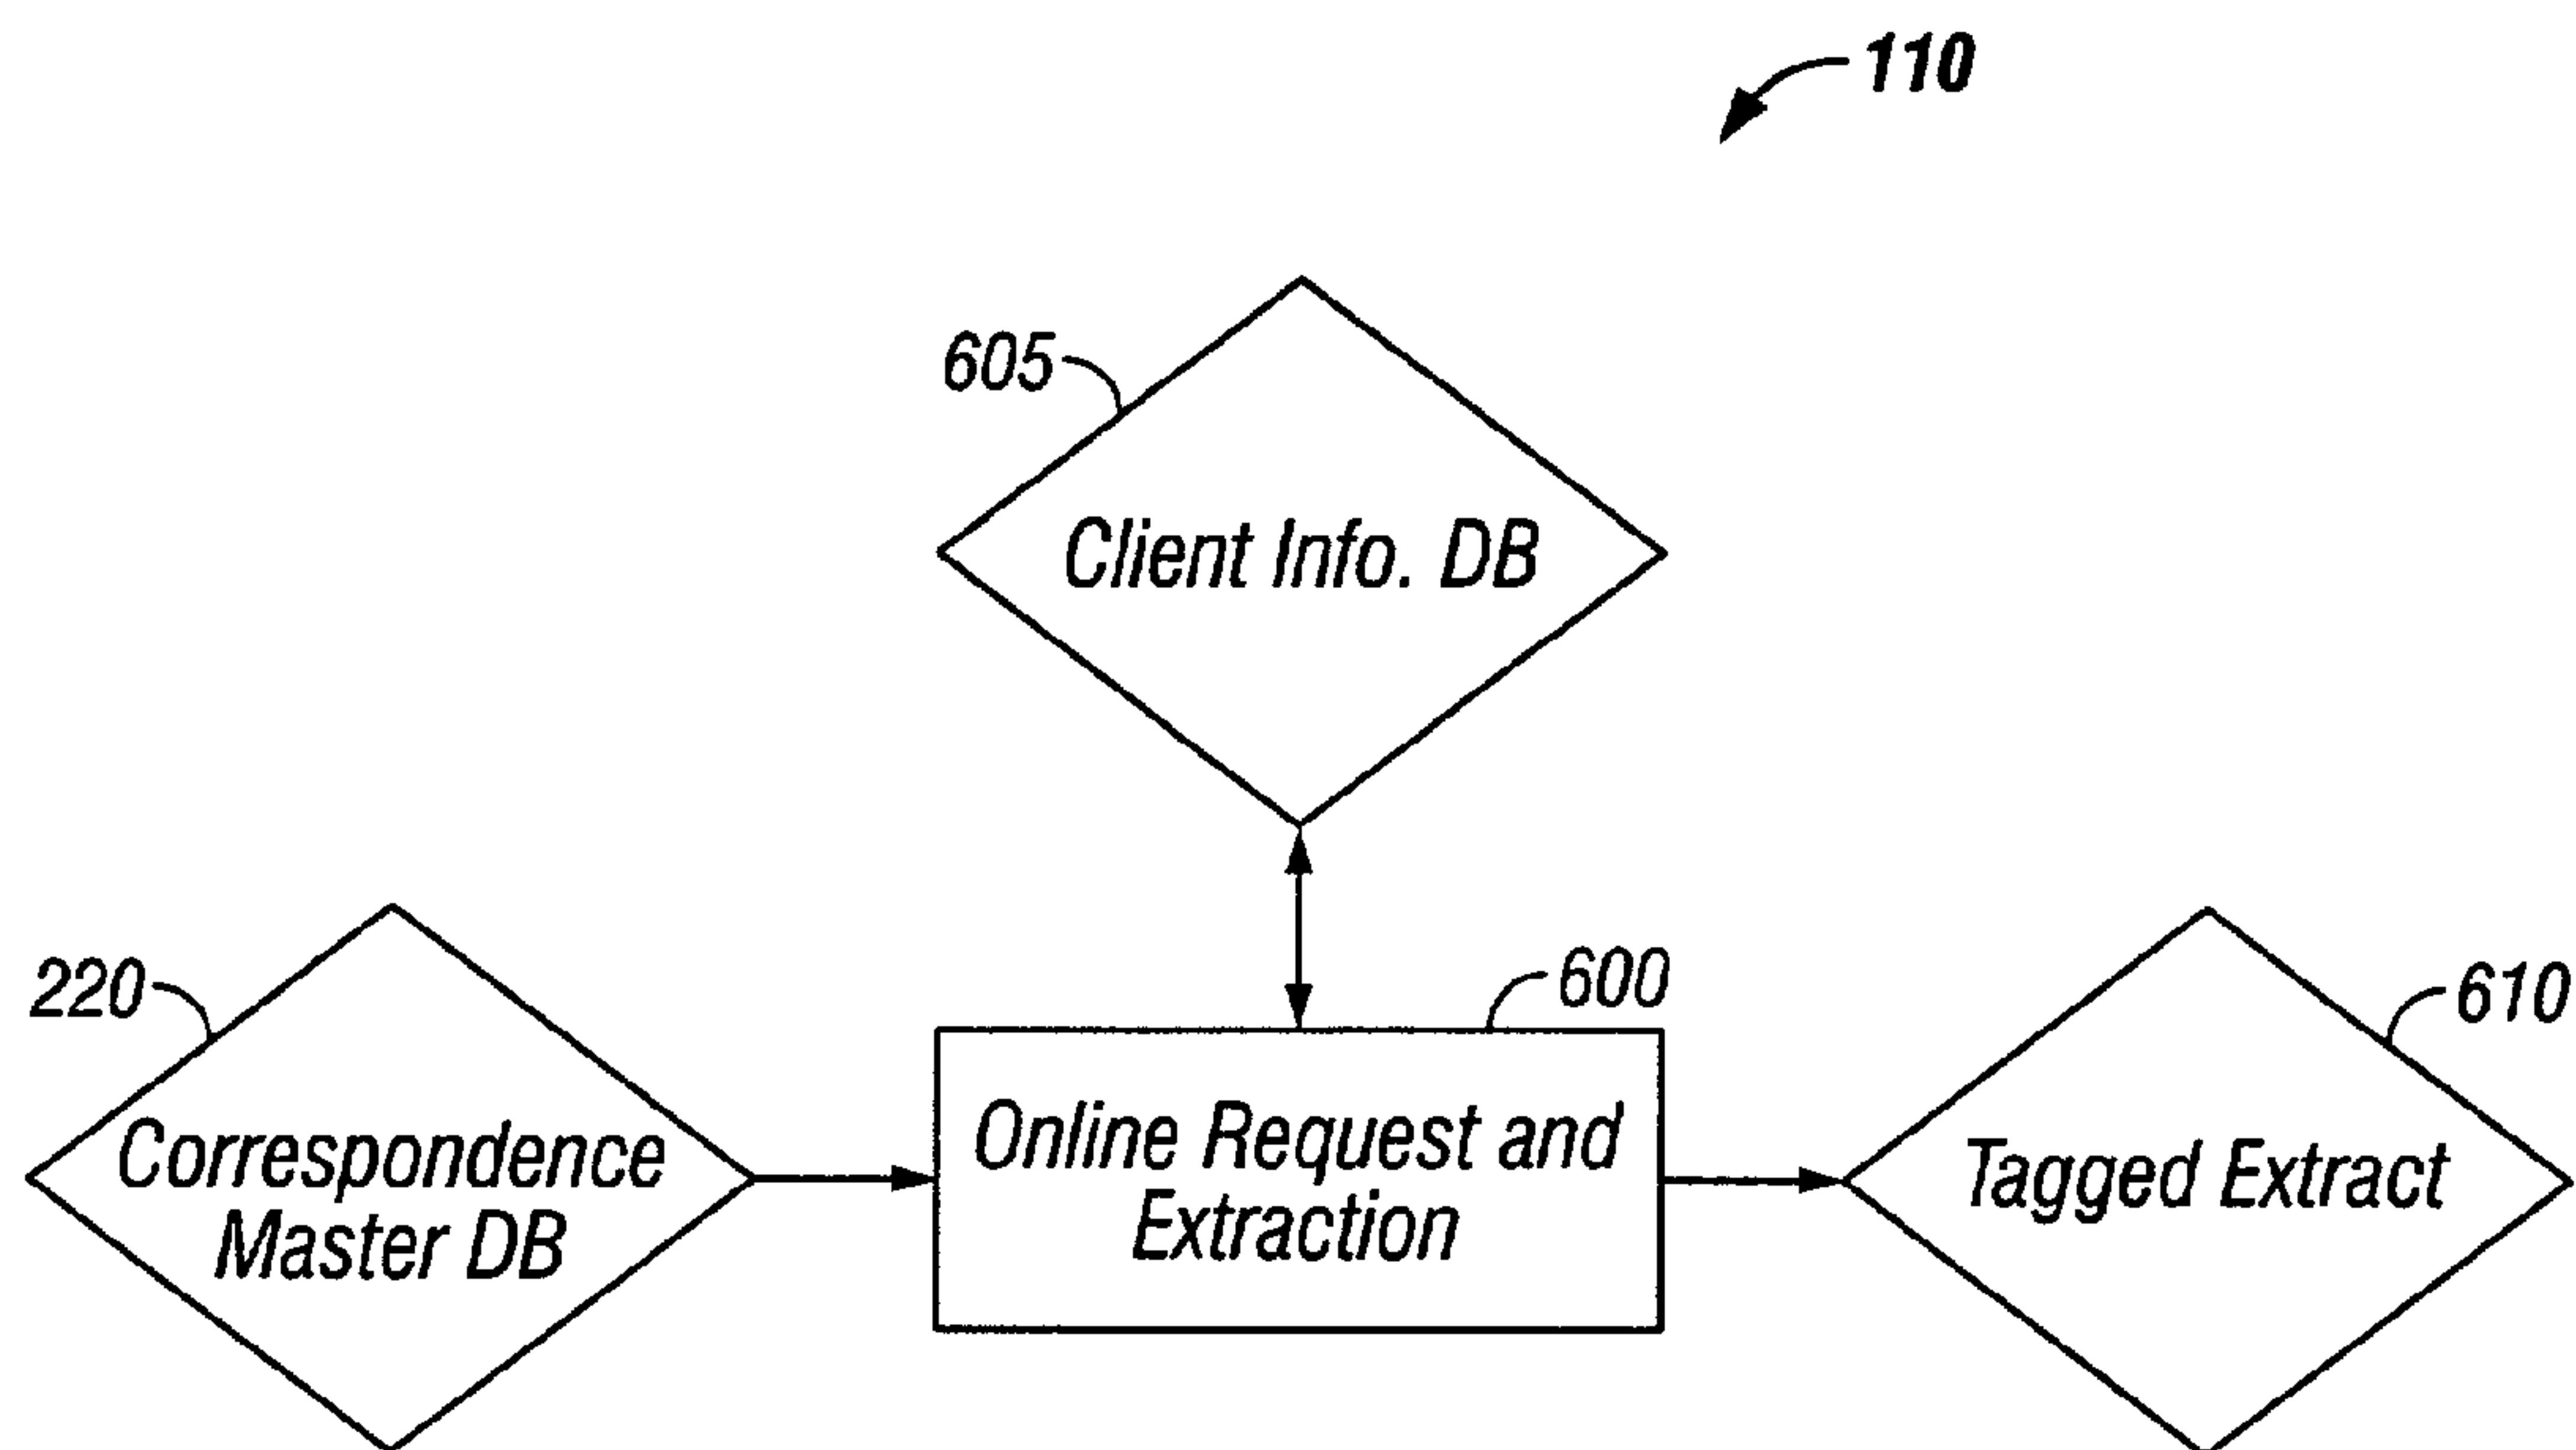 110
605
Client Info. DB
220
600
610
Correspondence
Master DB
Online Request and
Extraction
Tagged Extract